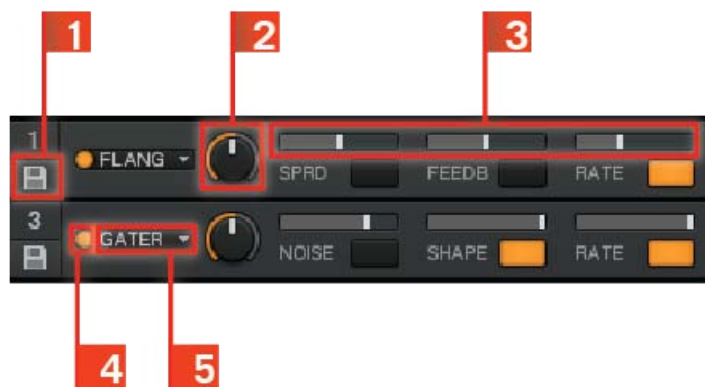 1 2 3
1 FLANG SPRD FEEDB RATE
3 GATER NOISE SHAPE RATE
4 5